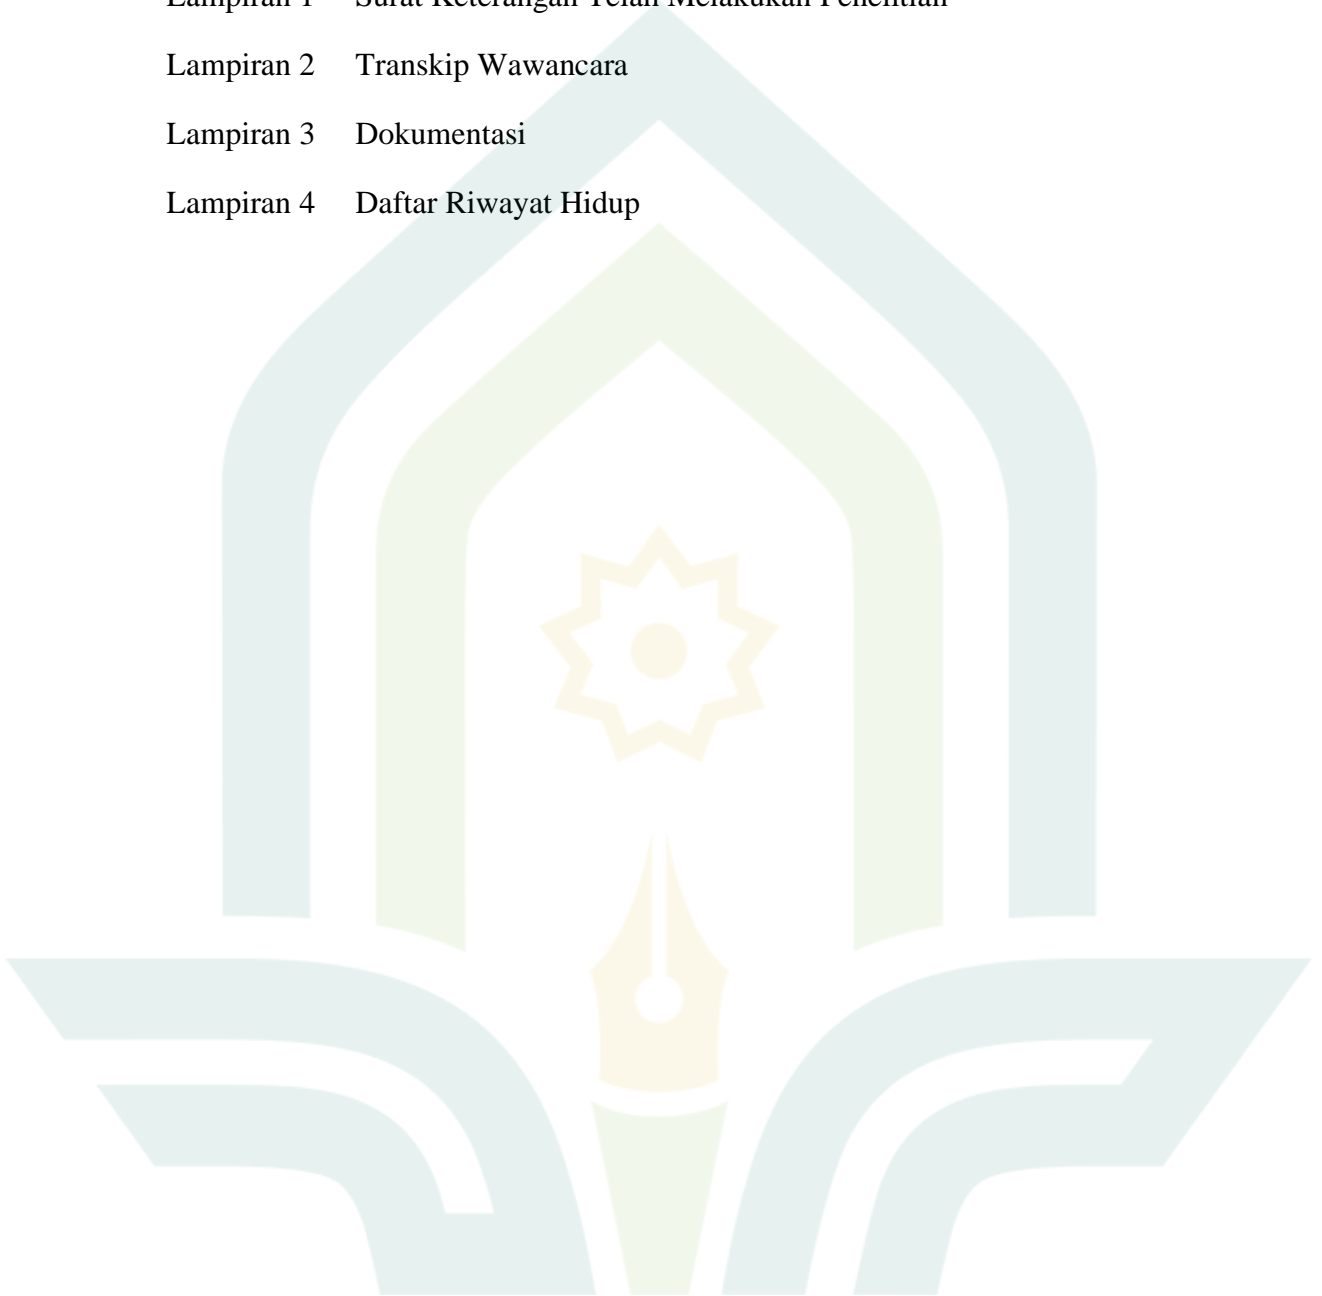 Lampiran 1 Surat Keterangan Telah Melakukan Penelitian
Lampiran 2 Transkip Wawancara
Lampiran 3 Dokumentasi
Lampiran 4 Daftar Riwayat Hidup